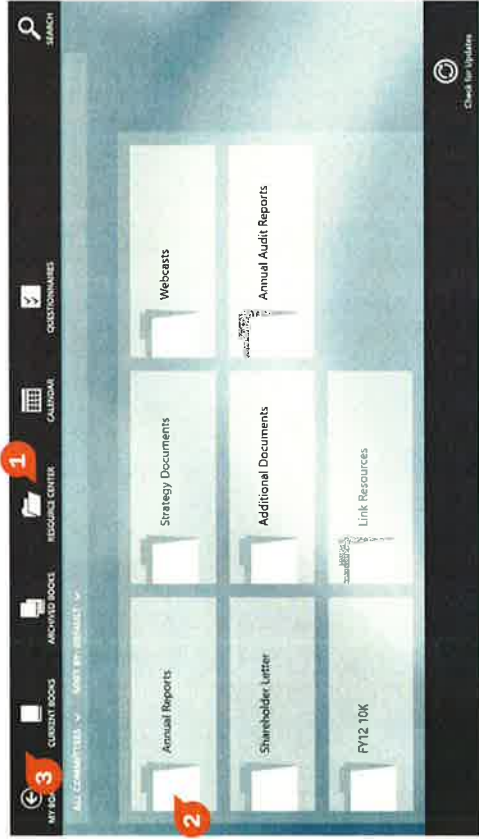 3
1
MY BO
CURRENT BOOKS
ARCHIVED BOOKS
RESOURCE CENTER
CALENDAR
QUESTIONNAIRES
SEARCH
ALL COMMITTEES
SORT BY: DEFAULT
2
Annual Reports
Strategy Documents
Webcasts
Shareholder Letter
Additional Documents
Annual Audit Reports
FY12 10K
Link Resources
Check for Updates